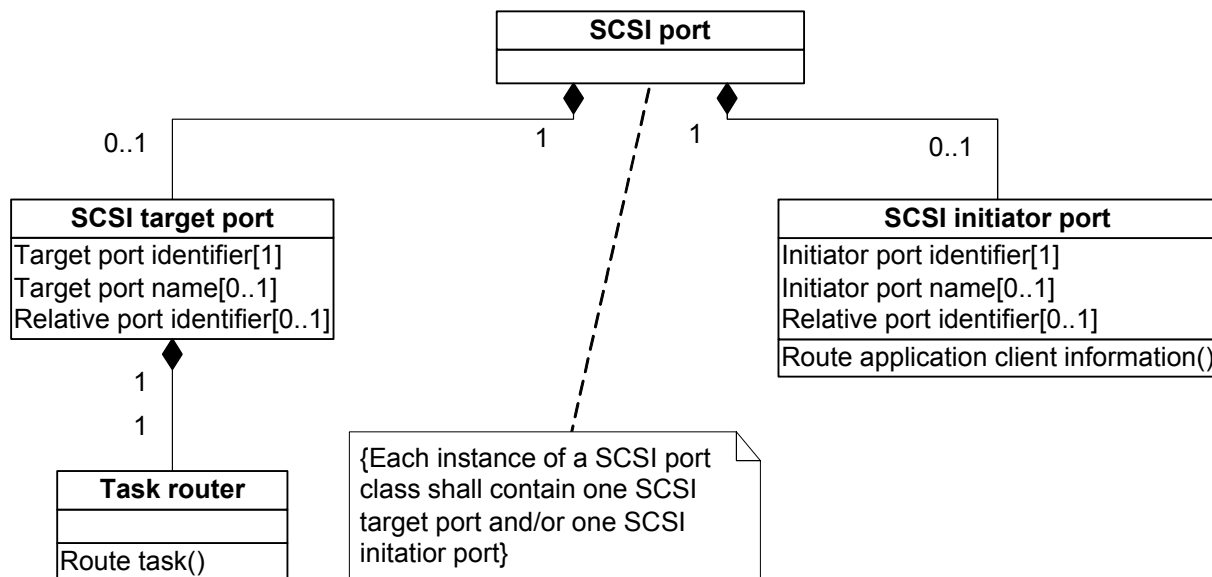 SCSI port
1
1
0..1
0..1
SCSI target port
Target port identifier[1]
Target port name[0..1]
Relative port identifier[0..1]
SCSI initiator port
Initiator port identifier[1]
Initiator port name[0..1]
Relative port identifier[0..1]
Route application client information()
1
1
Task router
Route task()
{Each instance of a SCSI port
class shall contain one SCSI
target port and/or one SCSI
initatior port}